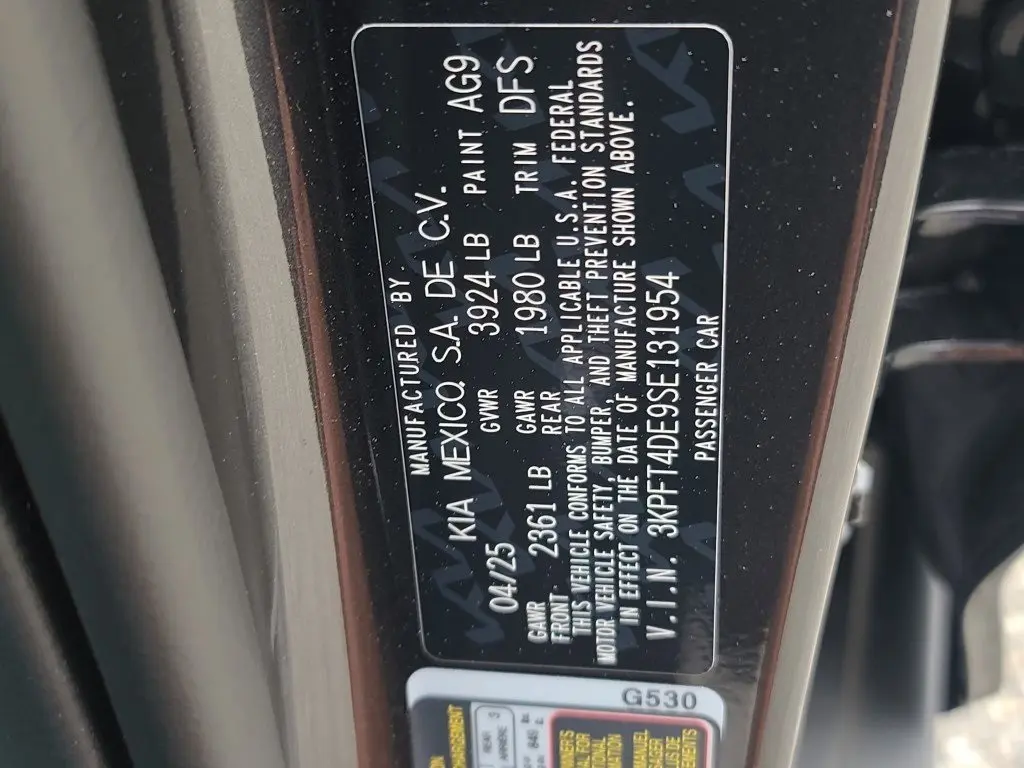 MANUFACTURED BY
KIA MEXICO, S.A. DE C.V.
04/25 GVWR 3924 LB PAINT AG9
GAWR FRONT 2361 LB GAWR REAR 1980 LB TRIM DFS
THIS VEHICLE CONFORMS TO ALL APPLICABLE U.S.A. FEDERAL
MOTOR VEHICLE SAFETY, BUMPER, AND THEFT PREVENTION STANDARDS
IN EFFECT ON THE DATE OF MANUFACTURE SHOWN ABOVE.
V.I.N. 3KPFT4DE9SE131954
PASSENGER CAR
G530